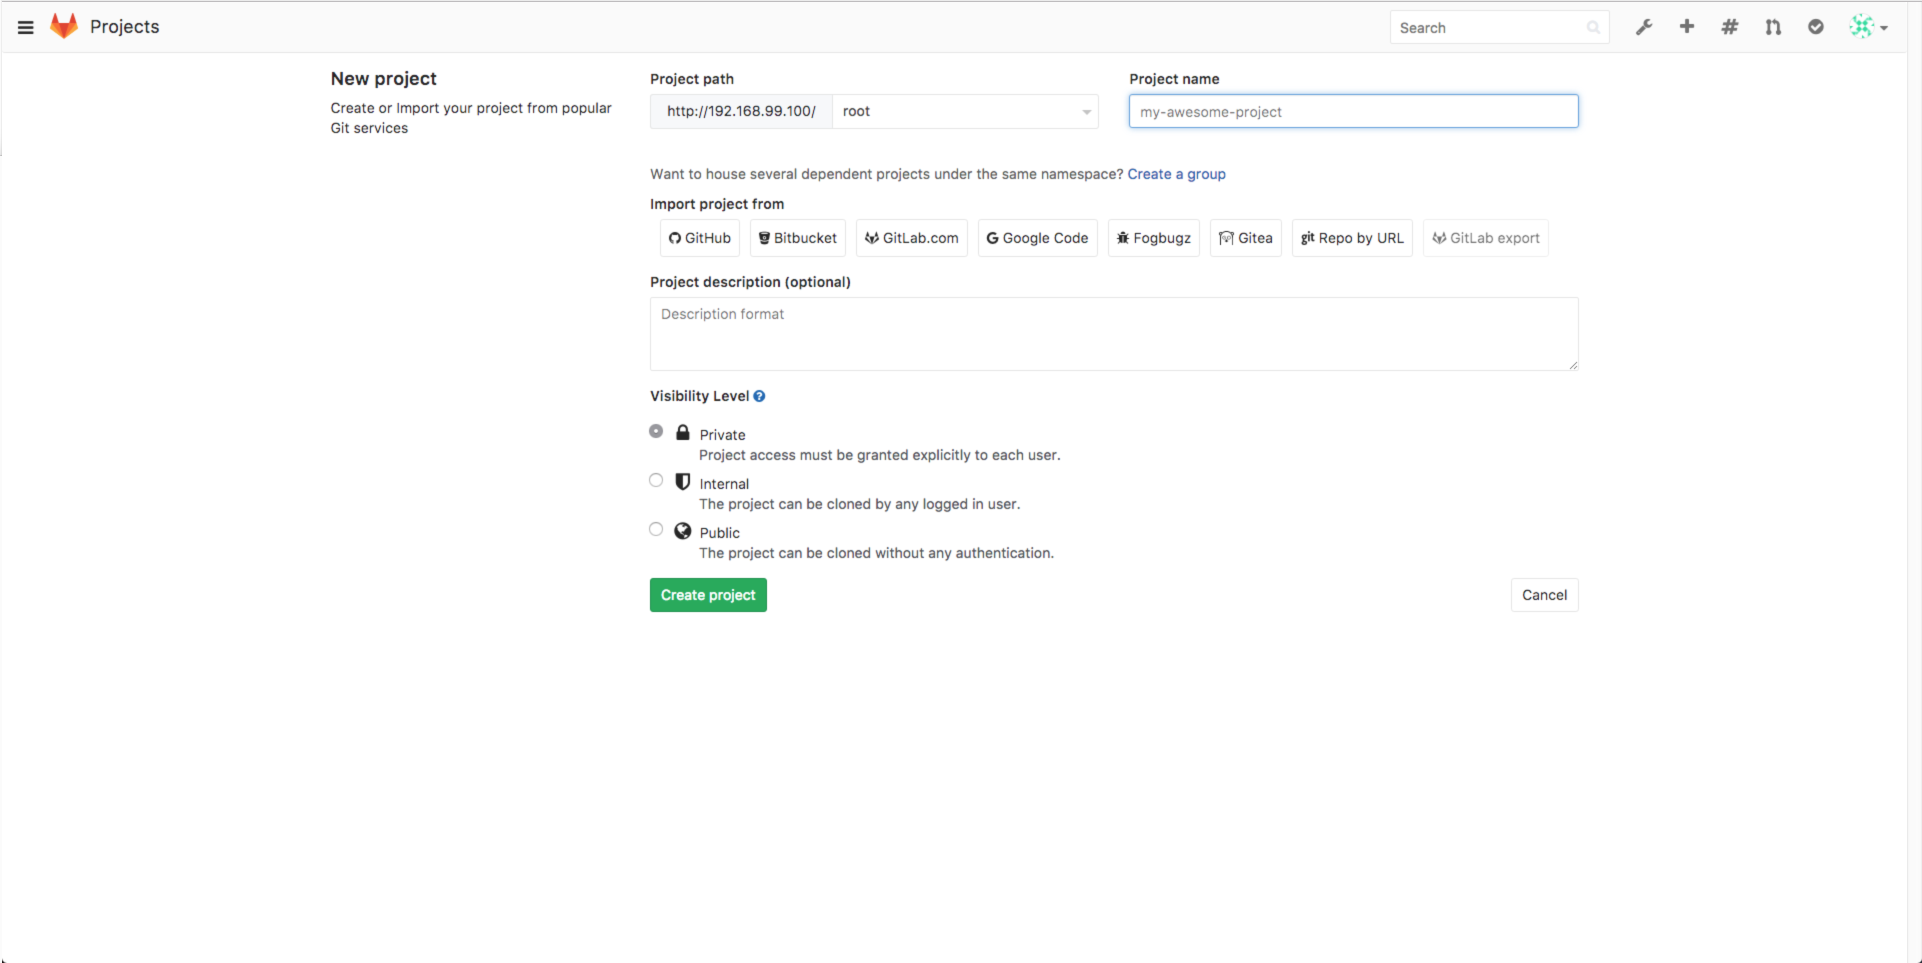 Projects
Search
New project
Create or Import your project from popular
Git services
Project path
http://192.168.99.100/
root
Project name
my-awesome-project
Want to house several dependent projects under the same namespace? Create a group
Import project from
GitHub
Bitbucket
GitLab.com
Google Code
Fogbugz
Gitea
git Repo by URL
GitLab export
Project description (optional)
Description format
Visibility Level
Private
Project access must be granted explicitly to each user.
Internal
The project can be cloned by any logged in user.
Public
The project can be cloned without any authentication.
Create project
Cancel